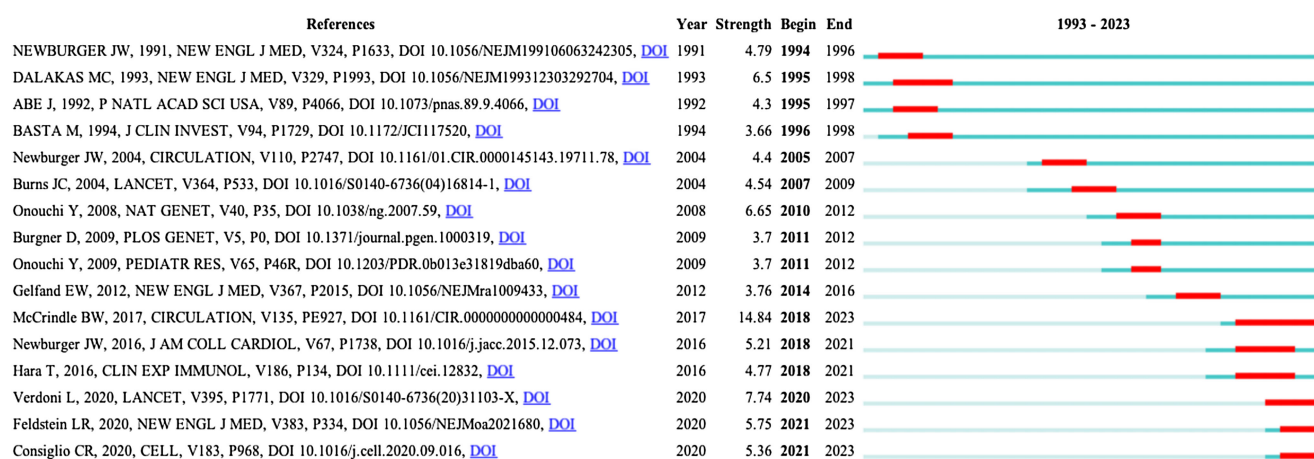 References Year Strength Begin End 1993 - 2023
NEWBURGER JW, 1991, NEW ENGL J MED, V324, P1633, DOI 10.1056/NEJM199106063242305, DOI 1991 4.79 1994 1996
DALAKAS MC, 1993, NEW ENGL J MED, V329, P1993, DOI 10.1056/NEJM199312303292704, DOI 1993 6.5 1995 1998
ABE J, 1992, P NATL ACAD SCI USA, V89, P4066, DOI 10.1073/pnas.89.9.4066, DOI 1992 4.3 1995 1997
BASTA M, 1994, J CLIN INVEST, V94, P1729, DOI 10.1172/JCI117520, DOI 1994 3.66 1996 1998
Newburger JW, 2004, CIRCULATION, V110, P2747, DOI 10.1161/01.CIR.0000145143.19711.78, DOI 2004 4.4 2005 2007
Burns JC, 2004, LANCET, V364, P533, DOI 10.1016/S0140-6736(04)16814-1, DOI 2004 4.54 2007 2009
Onouchi Y, 2008, NAT GENET, V40, P35, DOI 10.1038/ng.2007.59, DOI 2008 6.65 2010 2012
Burgner D, 2009, PLOS GENET, V5, P0, DOI 10.1371/journal.pgen.1000319, DOI 2009 3.7 2011 2012
Onouchi Y, 2009, PEDIATR RES, V65, P46R, DOI 10.1203/PDR.0b013e31819dba60, DOI 2009 3.7 2011 2012
Gelfand EW, 2012, NEW ENGL J MED, V367, P2015, DOI 10.1056/NEJMra1009433, DOI 2012 3.76 2014 2016
McCrindle BW, 2017, CIRCULATION, V135, PE927, DOI 10.1161/CIR.0000000000000484, DOI 2017 14.84 2018 2023
Newburger JW, 2016, J AM COLL CARDIOL, V67, P1738, DOI 10.1016/j.jacc.2015.12.073, DOI 2016 5.21 2018 2021
Hara T, 2016, CLIN EXP IMMUNOL, V186, P134, DOI 10.1111/cei.12832, DOI 2016 4.77 2018 2021
Verdoni L, 2020, LANCET, V395, P1771, DOI 10.1016/S0140-6736(20)31103-X, DOI 2020 7.74 2020 2023
Feldstein LR, 2020, NEW ENGL J MED, V383, P334, DOI 10.1056/NEJMoa2021680, DOI 2020 5.75 2021 2023
Consiglio CR, 2020, CELL, V183, P968, DOI 10.1016/j.cell.2020.09.016, DOI 2020 5.36 2021 2023